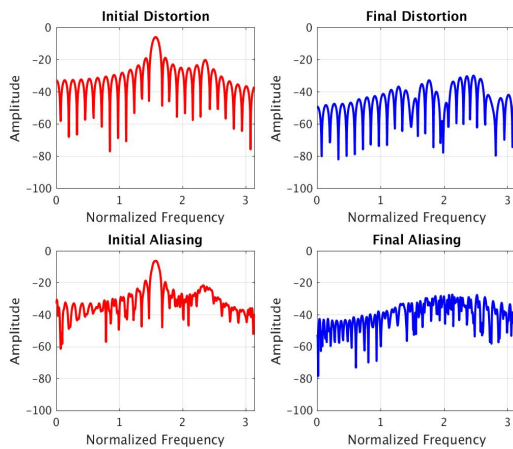 Initial Distortion
Final Distortion
0
-20
-40
-60
-80
-100
Amplitude
0 1 2 3
Normalized Frequency
0
-20
-40
-60
-80
-100
Amplitude
0 1 2 3
Normalized Frequency
Initial Aliasing
Final Aliasing
0
-20
-40
-60
-80
-100
Amplitude
0 1 2 3
Normalized Frequency
0
-20
-40
-60
-80
-100
Amplitude
0 1 2 3
Normalized Frequency